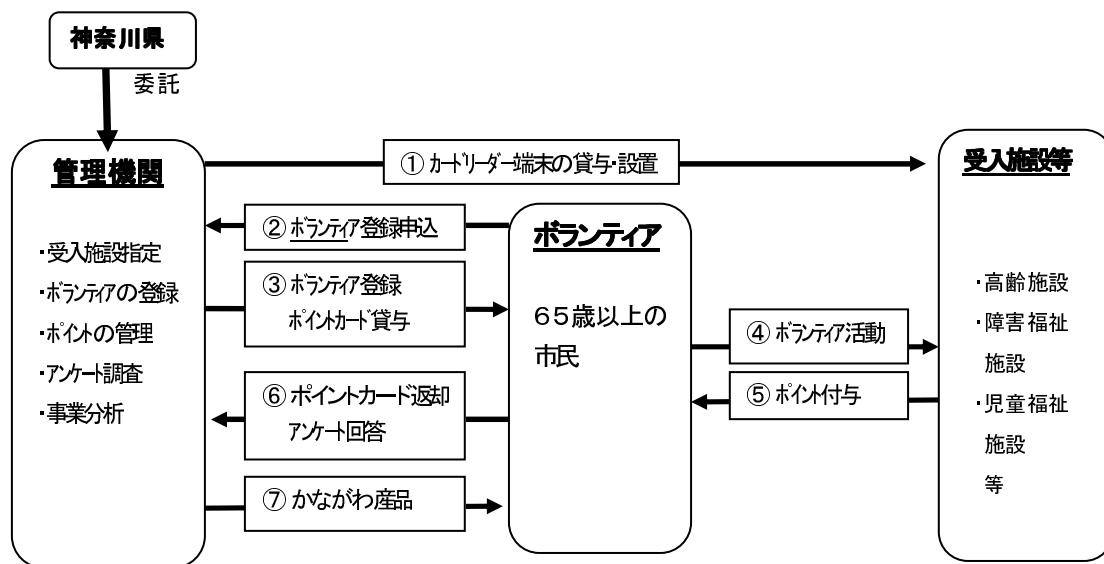 神奈川県
委託
管理機関
・受入施設指定
・ボランティアの登録
・ポイントの管理
・アンケート調査
・事業分析
① カードリーダー端末の貸与・設置
② ボランティア登録申込
③ ボランティア登録
ポイントカード貸与
⑥ ポイントカード返却
アンケート回答
⑦ かながわ産品
ボランティア
65歳以上の
市民
④ ボランティア活動
⑤ ポイント付与
受入施設等
・高齢施設
・障害福祉
施設
・児童福祉
施設
等